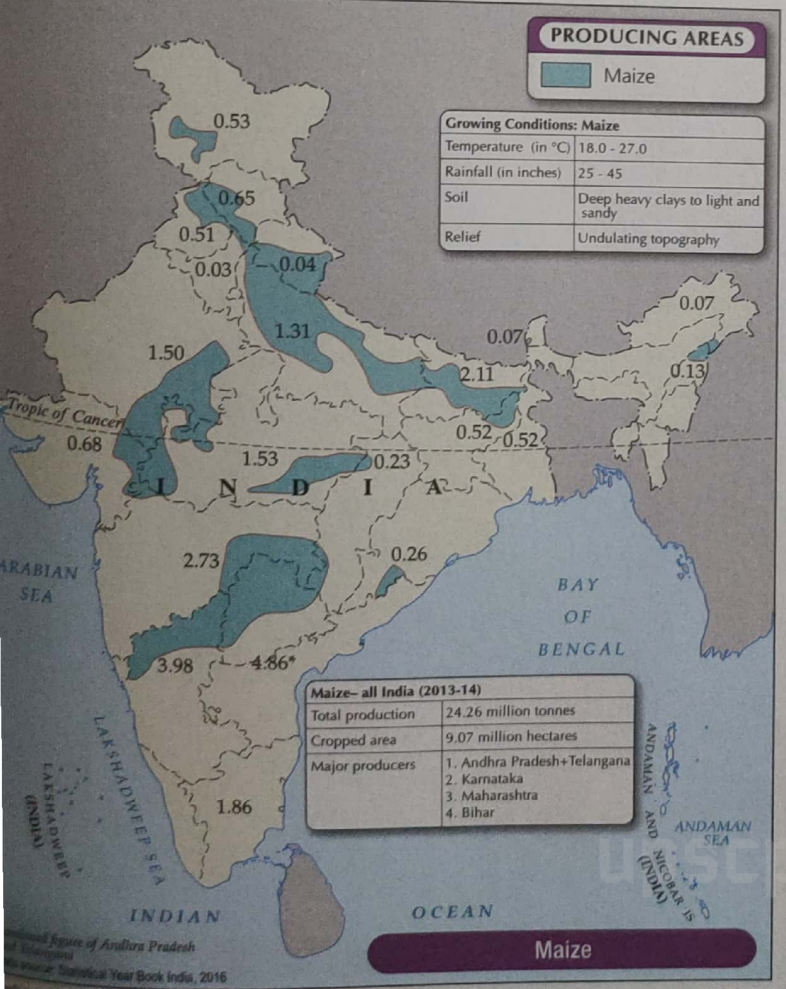 PRODUCING AREAS
Maize
Growing Conditions: Maize
Temperature (in °C) 18.0 - 27.0
Rainfall (in inches) 25 - 45
Soil Deep heavy clays to light and
sandy
Relief Undulating topography
0.53
0.65
0.51
0.03
0.04
0.07
1.31
0.07
1.50
2.11
0.13
Tropic of Cancer
0.68
0.52
0.52
1.53
0.23
I N D I A
2.73
0.26
ARABIAN
SEA
BAY
OF
BENGAL
3.98
4.86*
Maize– all India (2013-14)
Total production 24.26 million tonnes
Cropped area 9.07 million hectares
Major producers 1. Andhra Pradesh+Telangana
2. Karnataka
3. Maharashtra
4. Bihar
LAKSHADWEEP
(INDIA)
LAKSHADWEEP SEA
1.86
ANDAMAN AND NICOBAR IS
(INDIA)
ANDAMAN
SEA
upsc
INDIAN OCEAN
figure of Andhra Pradesh
Telangana
Statistical Year Book India, 2016
Maize